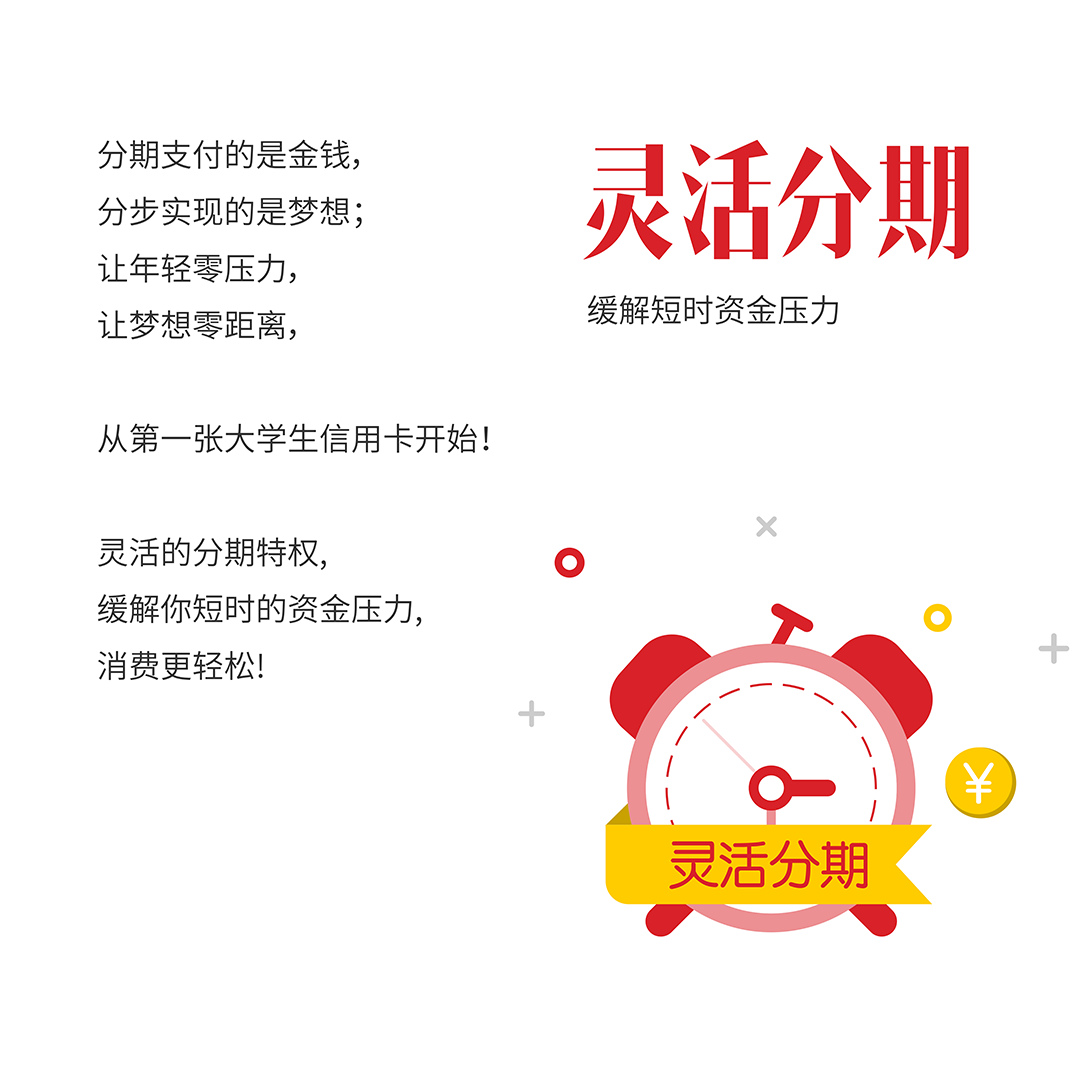 分期支付的是金钱，
分步实现的是梦想；
让年轻零压力，
让梦想零距离，
从第一张大学生信用卡开始！
灵活的分期特权，
缓解你短时的资金压力，
消费更轻松！
灵活分期
缓解短时资金压力
¥
灵活分期